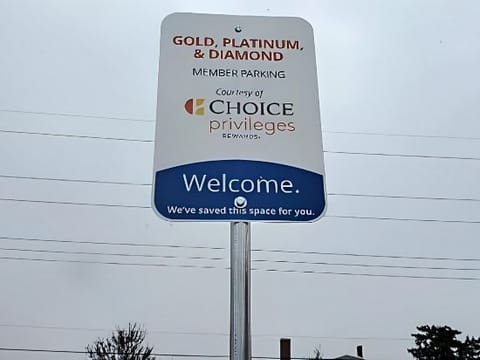 GOLD, PLATINUM,
& DIAMOND
MEMBER PARKING
Courtesy of
CHOICE
privileges
REWARDS
Welcome.
We've saved this space for you.